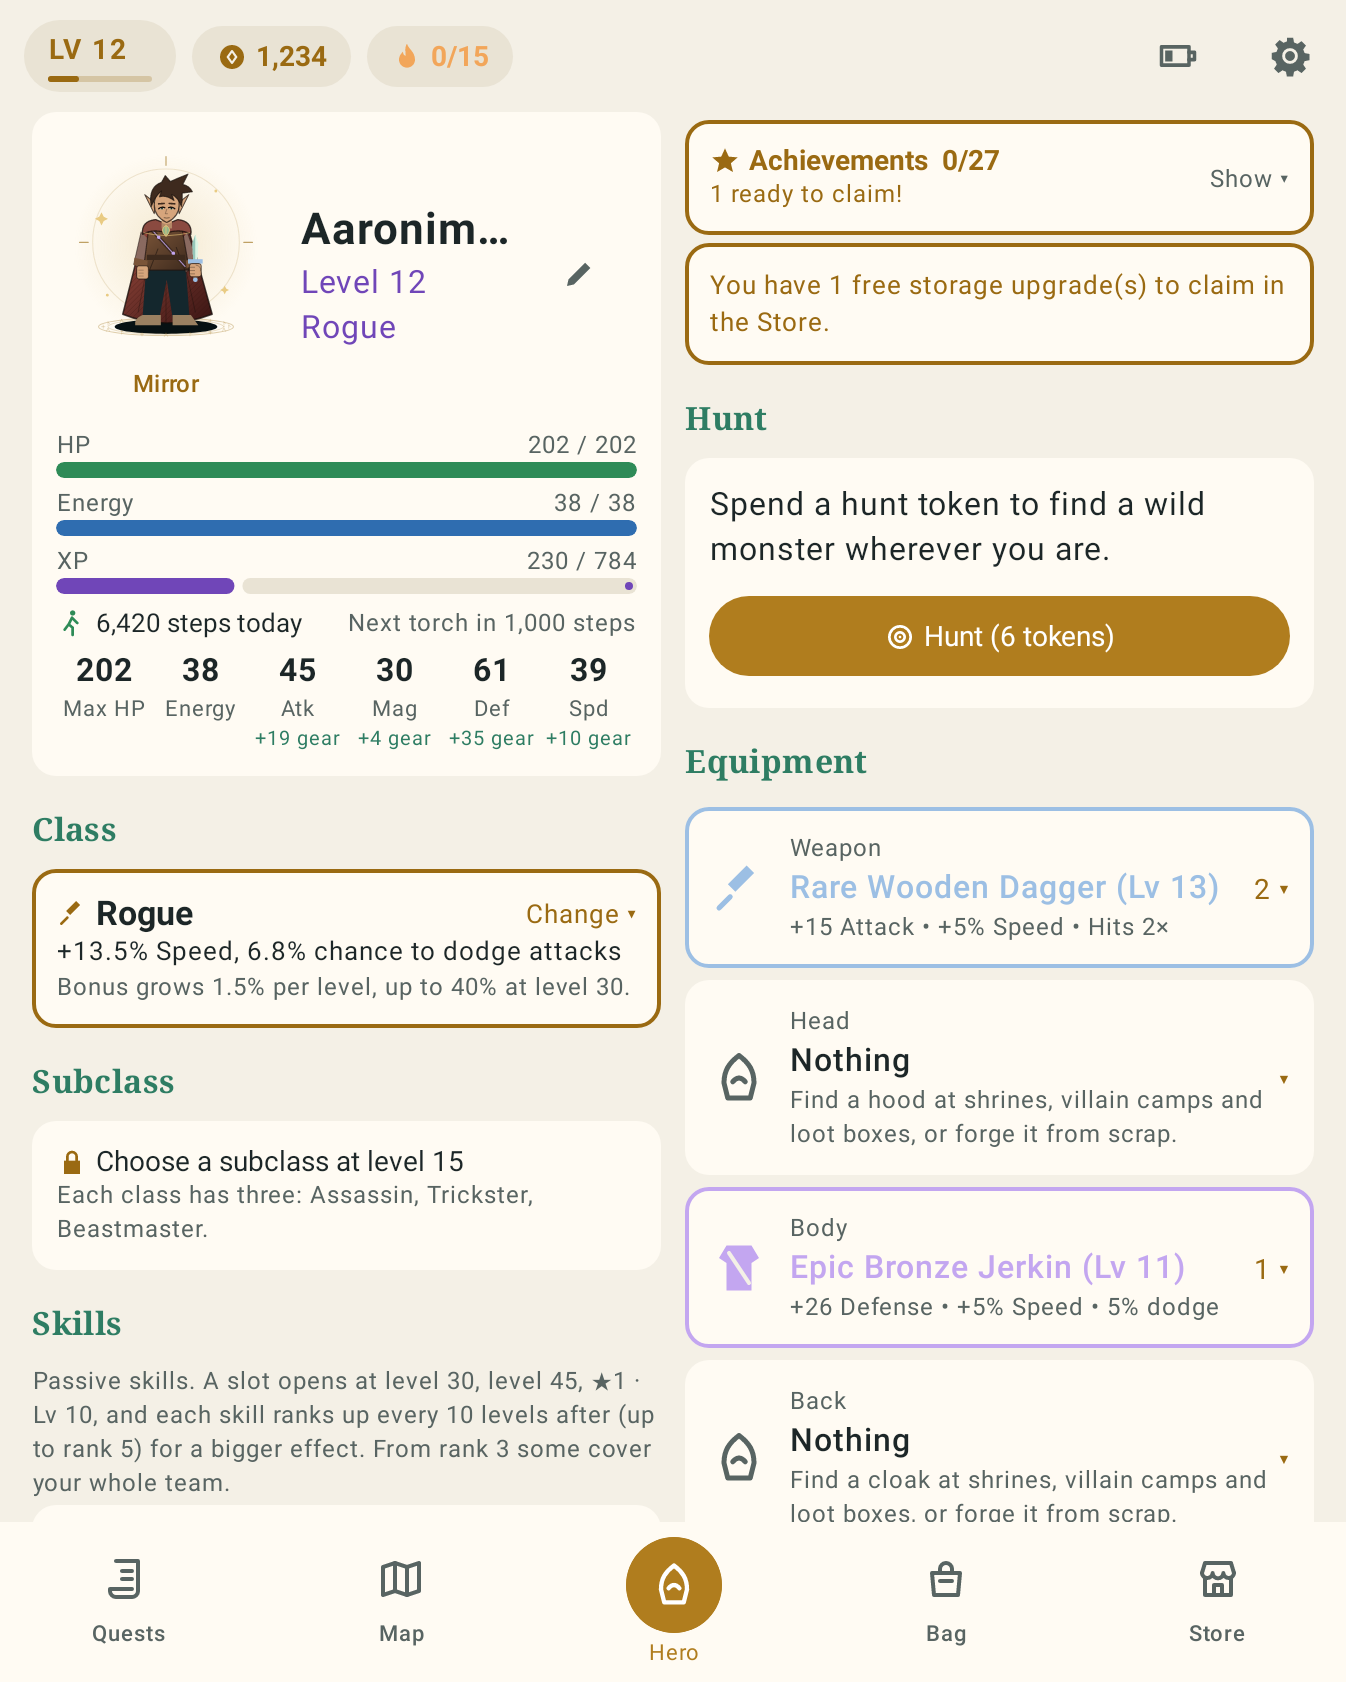 LV 12
1,234
0/15
Aaronim...
Level 12
Rogue
Mirror
HP
202 / 202
Energy
38 / 38
XP
230 / 784
6,420 steps today
Next torch in 1,000 steps
202 38 45 30 61 39
Max HP Energy Atk Mag Def Spd
+19 gear +4 gear +35 gear +10 gear
Class
Rogue
Change ▾
+13.5% Speed, 6.8% chance to dodge attacks
Bonus grows 1.5% per level, up to 40% at level 30.
Subclass
Choose a subclass at level 15
Each class has three: Assassin, Trickster,
Beastmaster.
Skills
Passive skills. A slot opens at level 30, level 45, ★1 ·
Lv 10, and each skill ranks up every 10 levels after (up
to rank 5) for a bigger effect. From rank 3 some cover
your whole team.
Achievements 0/27
1 ready to claim!
Show ▾
You have 1 free storage upgrade(s) to claim in
the Store.
Hunt
Spend a hunt token to find a wild
monster wherever you are.
Hunt (6 tokens)
Equipment
Weapon
Rare Wooden Dagger (Lv 13)
2 ▾
+15 Attack • +5% Speed • Hits 2×
Head
Nothing
▾
Find a hood at shrines, villain camps and
loot boxes, or forge it from scrap.
Body
Epic Bronze Jerkin (Lv 11)
1 ▾
+26 Defense • +5% Speed • 5% dodge
Back
Nothing
▾
Find a cloak at shrines, villain camps and
loot boxes, or forge it from scrap.
Quests
Map
Hero
Bag
Store